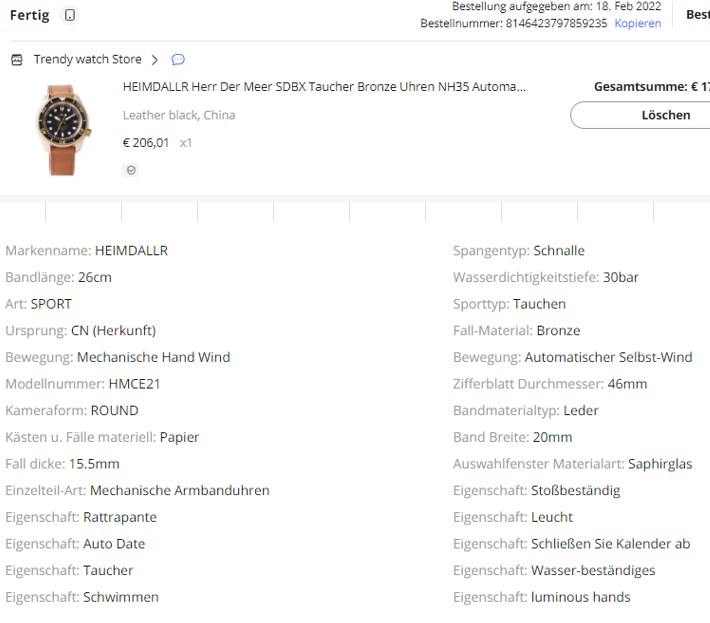 Fertig
Bestellung aufgegeben am: 18. Feb 2022
Bestellnummer: 8146423797859235 Kopieren
Best
Trendy watch Store
HEIMDALLR Herr Der Meer SDBX Taucher Bronze Uhren NH35 Automa...
Gesamtsumme: € 17
Leather black, China
Löschen
€ 206,01 x1
Markenname: HEIMDALLR
Spangentyp: Schnalle
Bandlänge: 26cm
Wasserdichtigkeitstiefe: 30bar
Art: SPORT
Sporttyp: Tauchen
Ursprung: CN (Herkunft)
Fall-Material: Bronze
Bewegung: Mechanische Hand Wind
Bewegung: Automatischer Selbst-Wind
Modellnummer: HMCE21
Zifferblatt Durchmesser: 46mm
Kameraform: ROUND
Bandmaterialtyp: Leder
Kästen u. Fälle materiell: Papier
Band Breite: 20mm
Fall dicke: 15.5mm
Auswahlfenster Materialart: Saphirglas
Einzelteil-Art: Mechanische Armbanduhren
Eigenschaft: Stoßbeständig
Eigenschaft: Rattrapante
Eigenschaft: Leucht
Eigenschaft: Auto Date
Eigenschaft: Schließen Sie Kalender ab
Eigenschaft: Taucher
Eigenschaft: Wasser-beständiges
Eigenschaft: Schwimmen
Eigenschaft: luminous hands